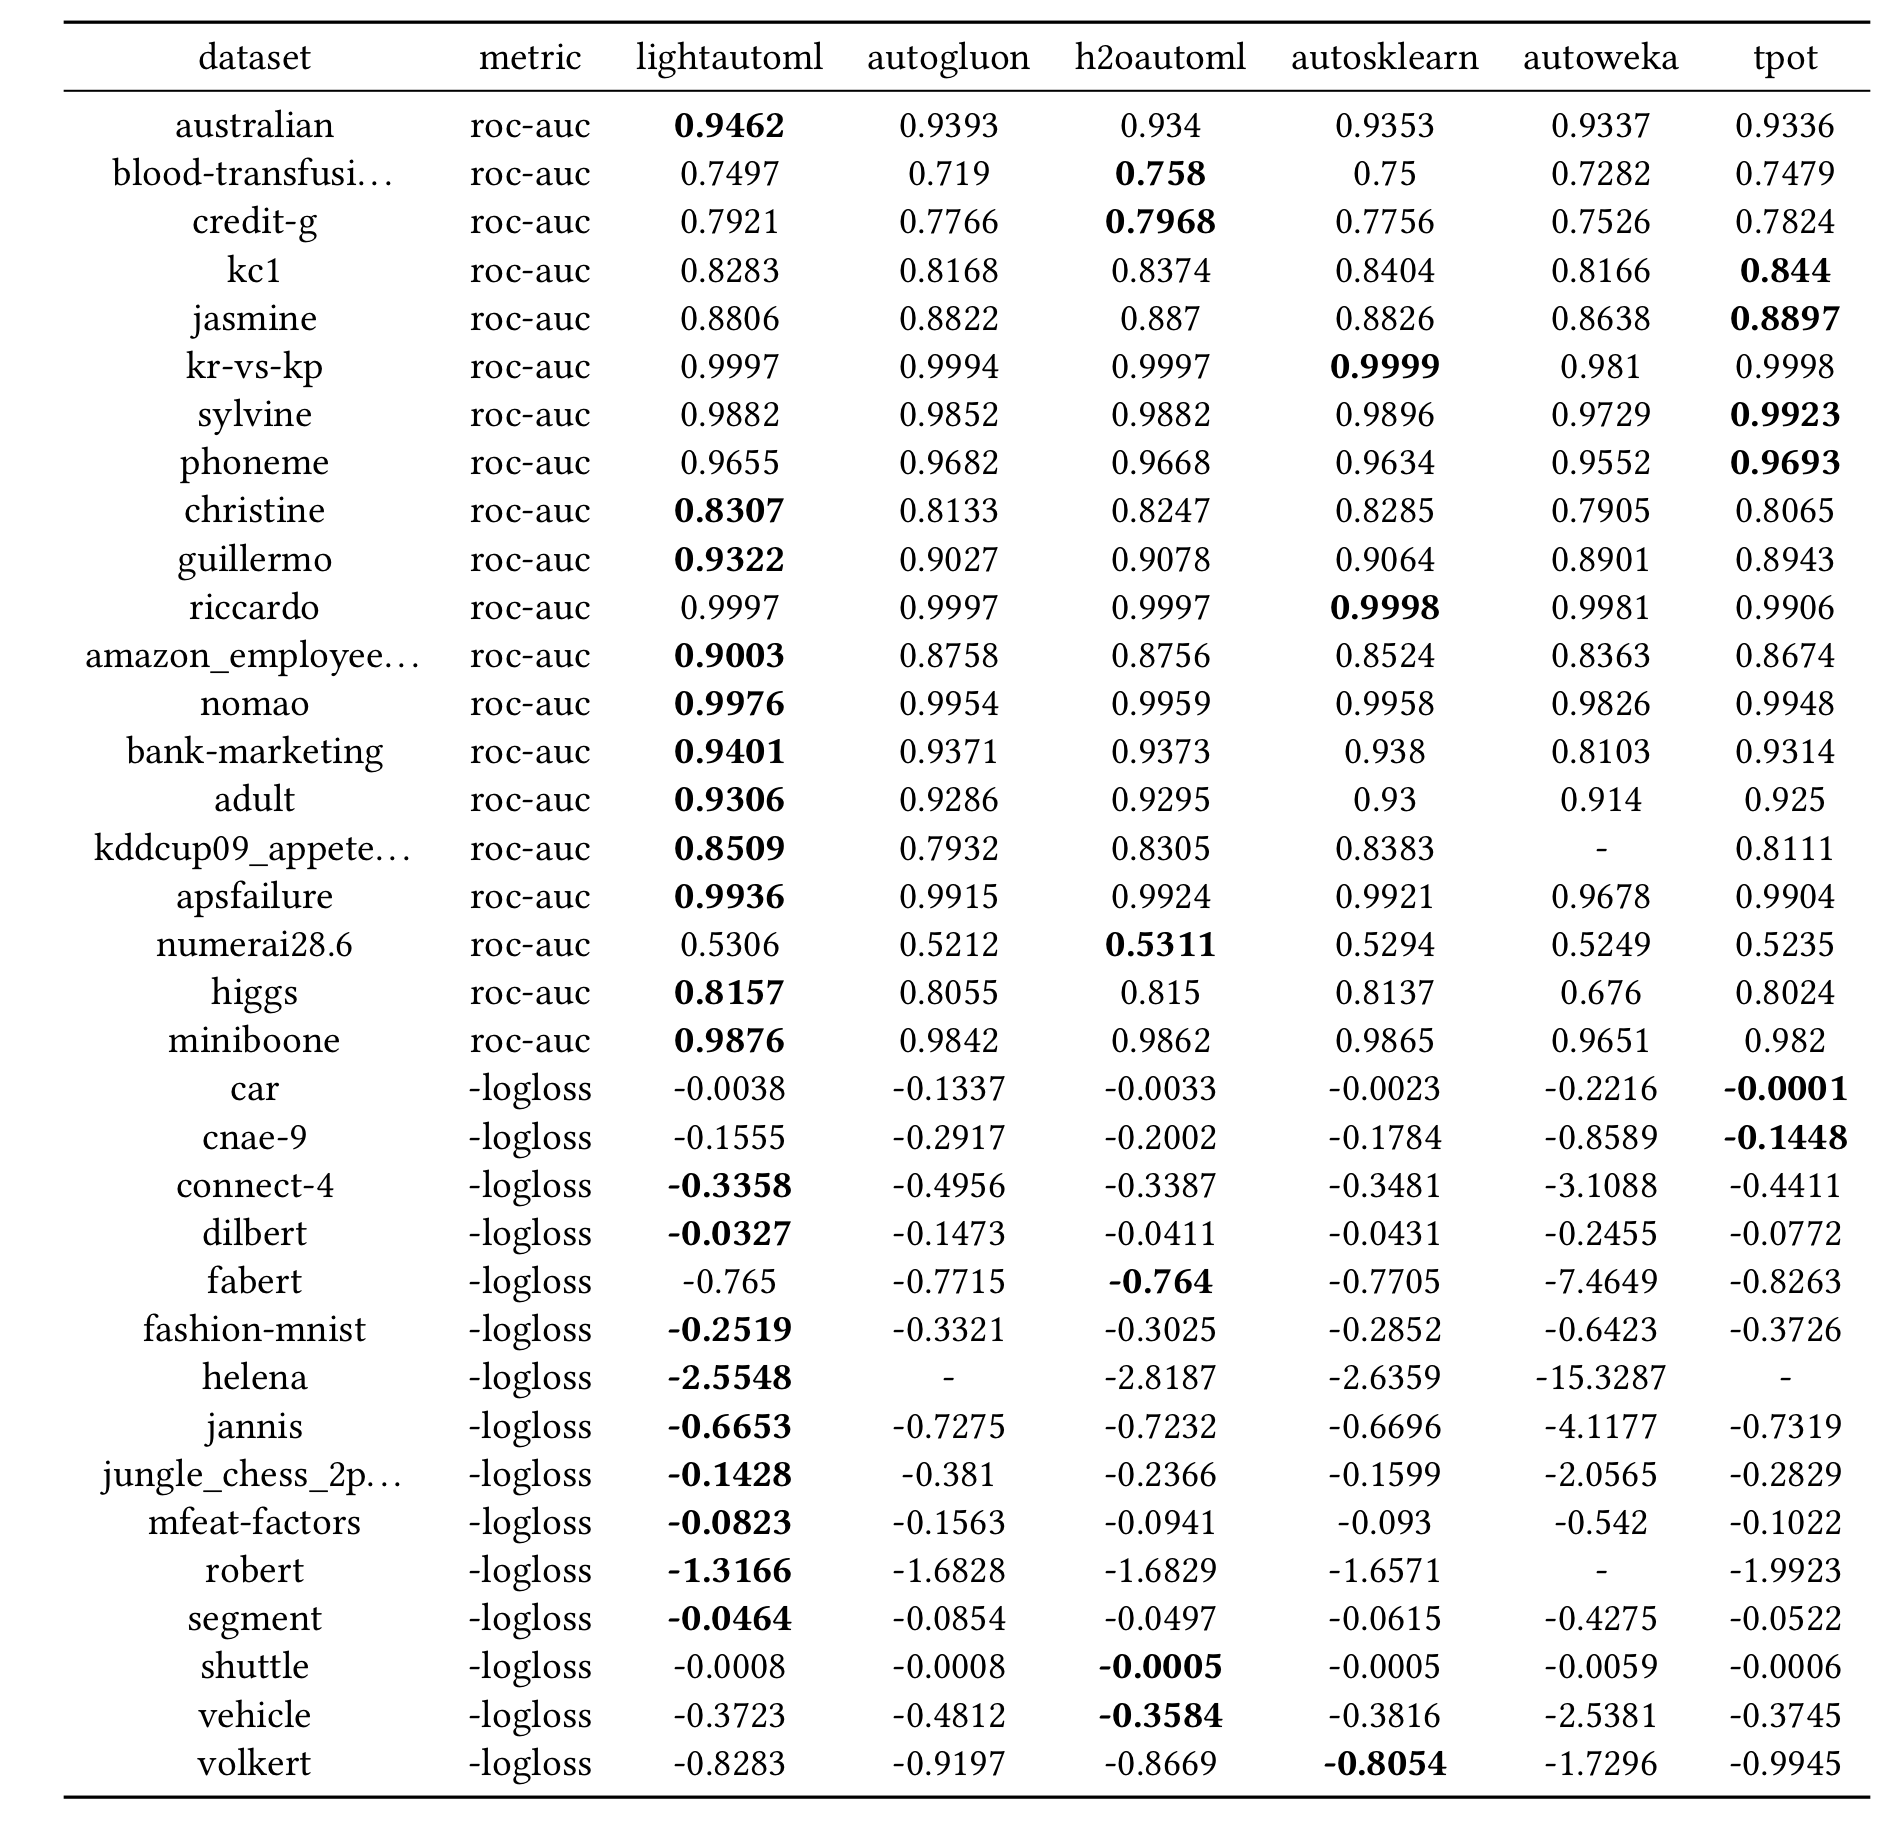 dataset metric lightautoml autogluon h2oautoml autosklearn autoweka tpot
australian roc-auc 0.9462 0.9393 0.934 0.9353 0.9337 0.9336
blood-transfusi… roc-auc 0.7497 0.719 0.758 0.75 0.7282 0.7479
credit-g roc-auc 0.7921 0.7766 0.7968 0.7756 0.7526 0.7824
kc1 roc-auc 0.8283 0.8168 0.8374 0.8404 0.8166 0.844
jasmine roc-auc 0.8806 0.8822 0.887 0.8826 0.8638 0.8897
kr-vs-kp roc-auc 0.9997 0.9994 0.9997 0.9999 0.981 0.9998
sylvine roc-auc 0.9882 0.9852 0.9882 0.9896 0.9729 0.9923
phoneme roc-auc 0.9655 0.9682 0.9668 0.9634 0.9552 0.9693
christine roc-auc 0.8307 0.8133 0.8247 0.8285 0.7905 0.8065
guillermo roc-auc 0.9322 0.9027 0.9078 0.9064 0.8901 0.8943
riccardo roc-auc 0.9997 0.9997 0.9997 0.9998 0.9981 0.9906
amazon_employee… roc-auc 0.9003 0.8758 0.8756 0.8524 0.8363 0.8674
nomao roc-auc 0.9976 0.9954 0.9959 0.9958 0.9826 0.9948
bank-marketing roc-auc 0.9401 0.9371 0.9373 0.938 0.8103 0.9314
adult roc-auc 0.9306 0.9286 0.9295 0.93 0.914 0.925
kddcup09_appete… roc-auc 0.8509 0.7932 0.8305 0.8383 - 0.8111
apsfailure roc-auc 0.9936 0.9915 0.9924 0.9921 0.9678 0.9904
numerai28.6 roc-auc 0.5306 0.5212 0.5311 0.5294 0.5249 0.5235
higgs roc-auc 0.8157 0.8055 0.815 0.8137 0.676 0.8024
miniboone roc-auc 0.9876 0.9842 0.9862 0.9865 0.9651 0.982
car -logloss -0.0038 -0.1337 -0.0033 -0.0023 -0.2216 -0.0001
cnae-9 -logloss -0.1555 -0.2917 -0.2002 -0.1784 -0.8589 -0.1448
connect-4 -logloss -0.3358 -0.4956 -0.3387 -0.3481 -3.1088 -0.4411
dilbert -logloss -0.0327 -0.1473 -0.0411 -0.0431 -0.2455 -0.0772
fabert -logloss -0.765 -0.7715 -0.764 -0.7705 -7.4649 -0.8263
fashion-mnist -logloss -0.2519 -0.3321 -0.3025 -0.2852 -0.6423 -0.3726
helena -logloss -2.5548 - -2.8187 -2.6359 -15.3287 -
jannis -logloss -0.6653 -0.7275 -0.7232 -0.6696 -4.1177 -0.7319
jungle_chess_2p… -logloss -0.1428 -0.381 -0.2366 -0.1599 -2.0565 -0.2829
mfeat-factors -logloss -0.0823 -0.1563 -0.0941 -0.093 -0.542 -0.1022
robert -logloss -1.3166 -1.6828 -1.6829 -1.6571 - -1.9923
segment -logloss -0.0464 -0.0854 -0.0497 -0.0615 -0.4275 -0.0522
shuttle -logloss -0.0008 -0.0008 -0.0005 -0.0005 -0.0059 -0.0006
vehicle -logloss -0.3723 -0.4812 -0.3584 -0.3816 -2.5381 -0.3745
volkert -logloss -0.8283 -0.9197 -0.8669 -0.8054 -1.7296 -0.9945